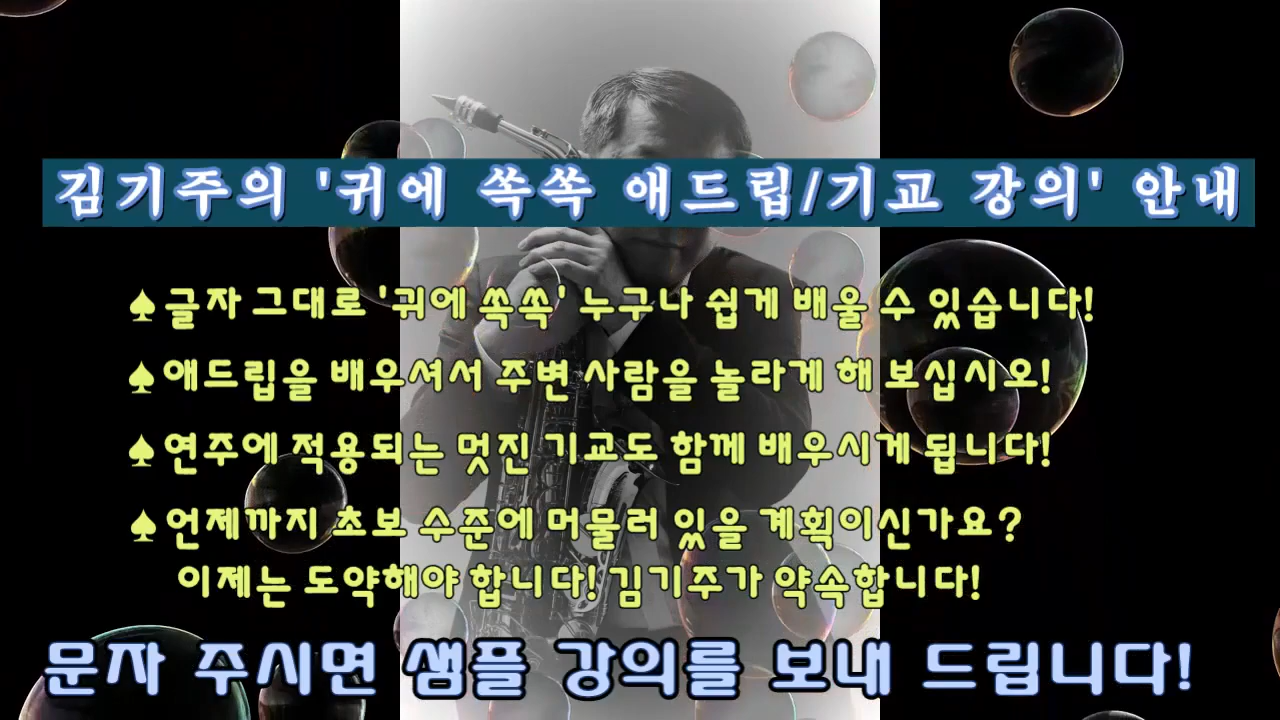 김기주의 '귀에 쏙쏙 애드립/기교 강의' 안내
♠글자 그대로 '귀에 쏙쏙' 누구나 쉽게 배울 수 있습니다!
♠애드립을 배우셔서 주변 사람을 놀라게 해 보십시오!
♠연주에 적용되는 멋진 기교도 함께 배우시게 됩니다!
♠언제까지 초보 수준에 머물러 있을 계획이신가요?
이제는 도약해야 합니다! 김기주가 약속합니다!
문자 주시면 샘플 강의를 보내 드립니다!